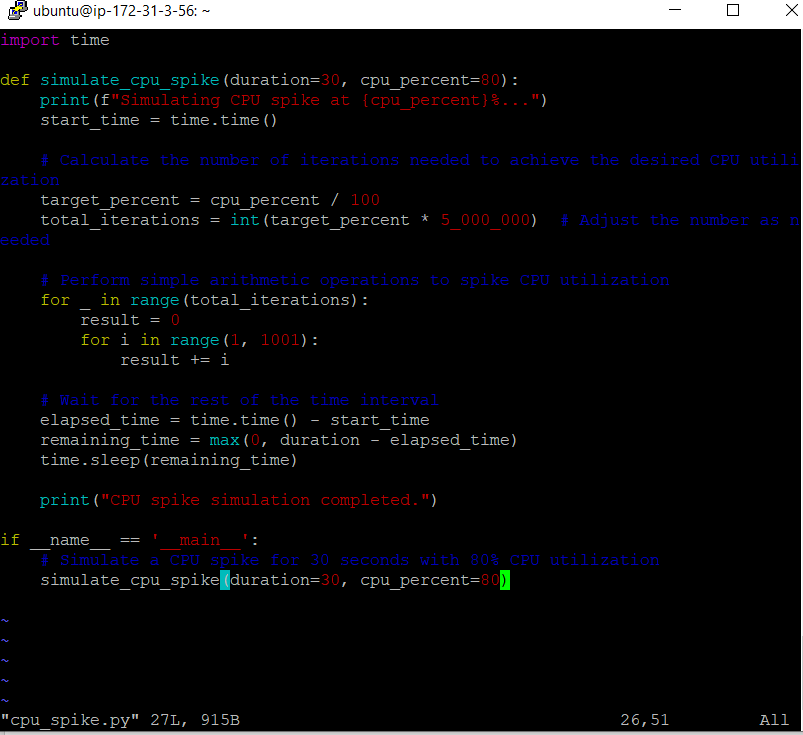 ubuntu@ip-172-31-3-56: ~
import time
def simulate_cpu_spike(duration=30, cpu_percent=80):
    print(f"Simulating CPU spike at {cpu_percent}%...")
    start_time = time.time()
    # Calculate the number of iterations needed to achieve the desired CPU utili
zation
    target_percent = cpu_percent / 100
    total_iterations = int(target_percent * 5_000_000)  # Adjust the number as n
eeded
    # Perform simple arithmetic operations to spike CPU utilization
    for _ in range(total_iterations):
        result = 0
        for i in range(1, 1001):
            result += i
    # Wait for the rest of the time interval
    elapsed_time = time.time() - start_time
    remaining_time = max(0, duration - elapsed_time)
    time.sleep(remaining_time)
    print("CPU spike simulation completed.")
if __name__ == '__main__':
    # Simulate a CPU spike for 30 seconds with 80% CPU utilization
    simulate_cpu_spike(duration=30, cpu_percent=80)
~
~
~
~
~
"cpu_spike.py" 27L, 915B 26,51 All